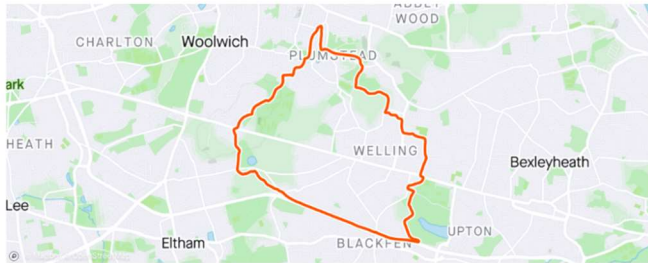 ABBEY
WOOD
CHARLTON
Woolwich
PLUMSTEAD
ark
HEATH
WELLING
Bexleyheath
Lee
Eltham
BLACKFEN
UPTON